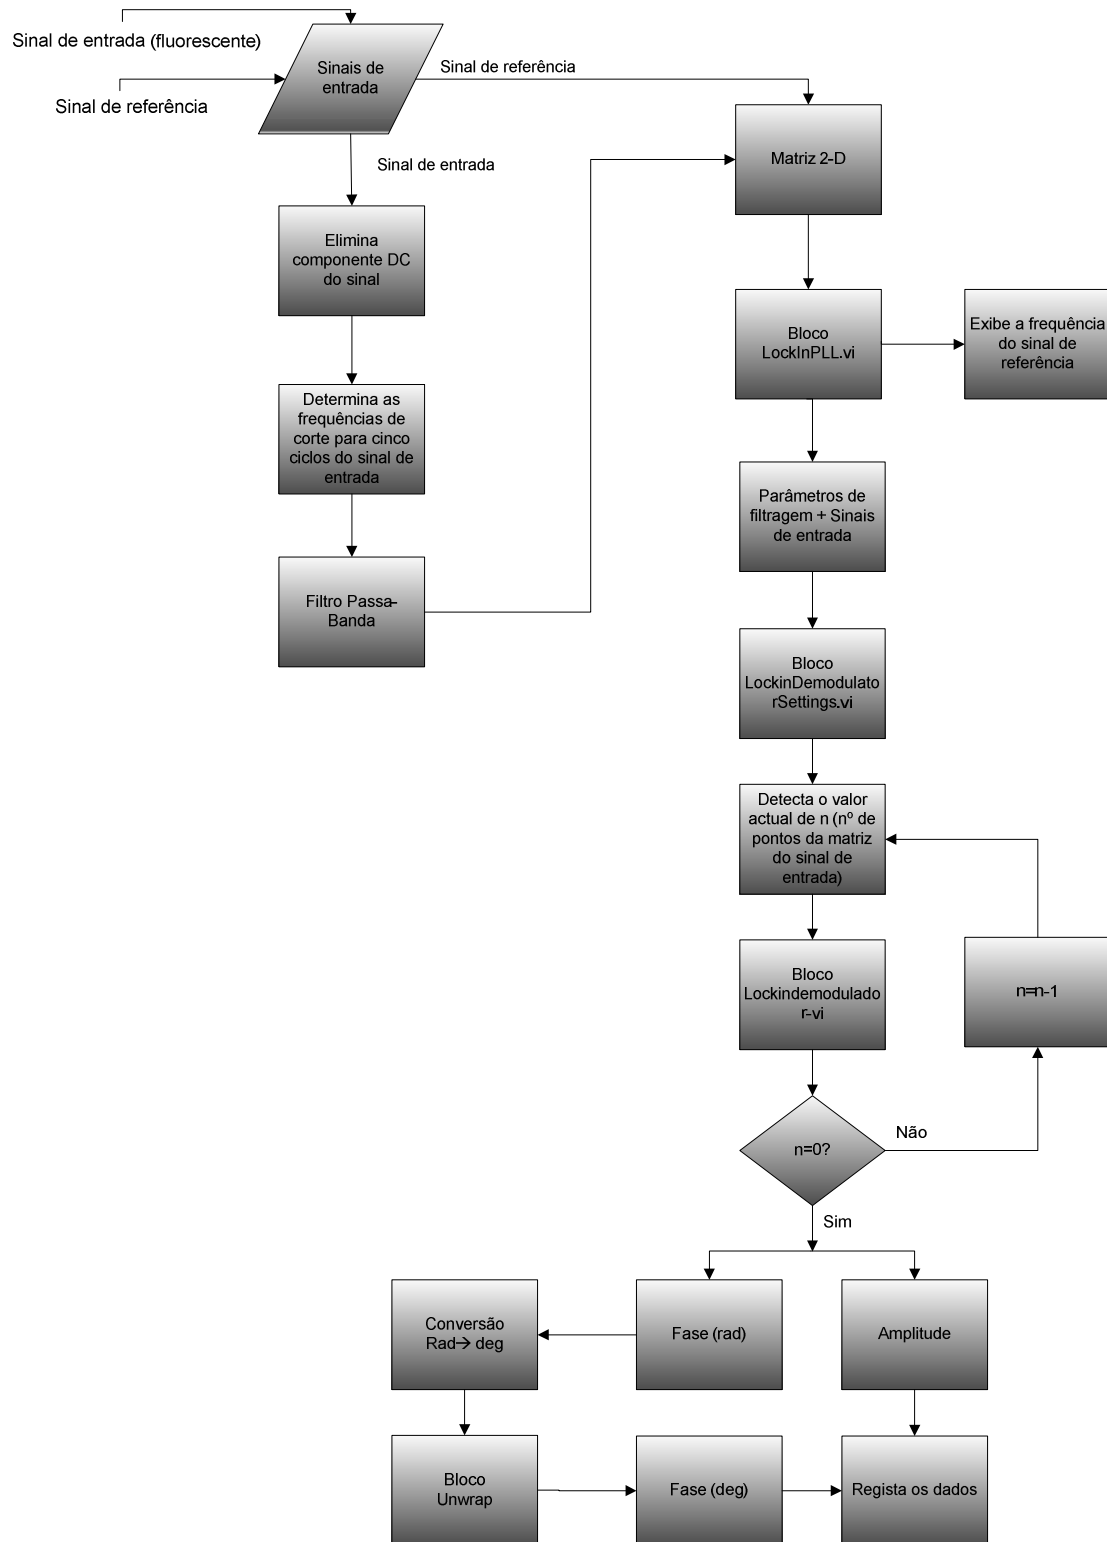 Sinal de entrada (fluorescente)
Sinal de referência
Sinais de
entrada
Sinal de referência
Sinal de entrada
Matriz 2-D
Elimina
componente DC
do sinal
Bloco
LockInPLL.vi
Exibe a frequência
do sinal de
referência
Determina as
frequências de
corte para cinco
ciclos do sinal de
entrada
Parâmetros de
filtragem + Sinais
de entrada
Filtro Passa-
Banda
Bloco
LockinDemodulato
rSettings.vi
Detecta o valor
actual de n (nº de
pontos da matriz
do sinal de
entrada)
Bloco
Lockindemodulado
r-vi
n=n-1
n=0?
Não
Sim
Conversão
Rad→ deg
Fase (rad)
Amplitude
Bloco
Unwrap
Fase (deg)
Regista os dados